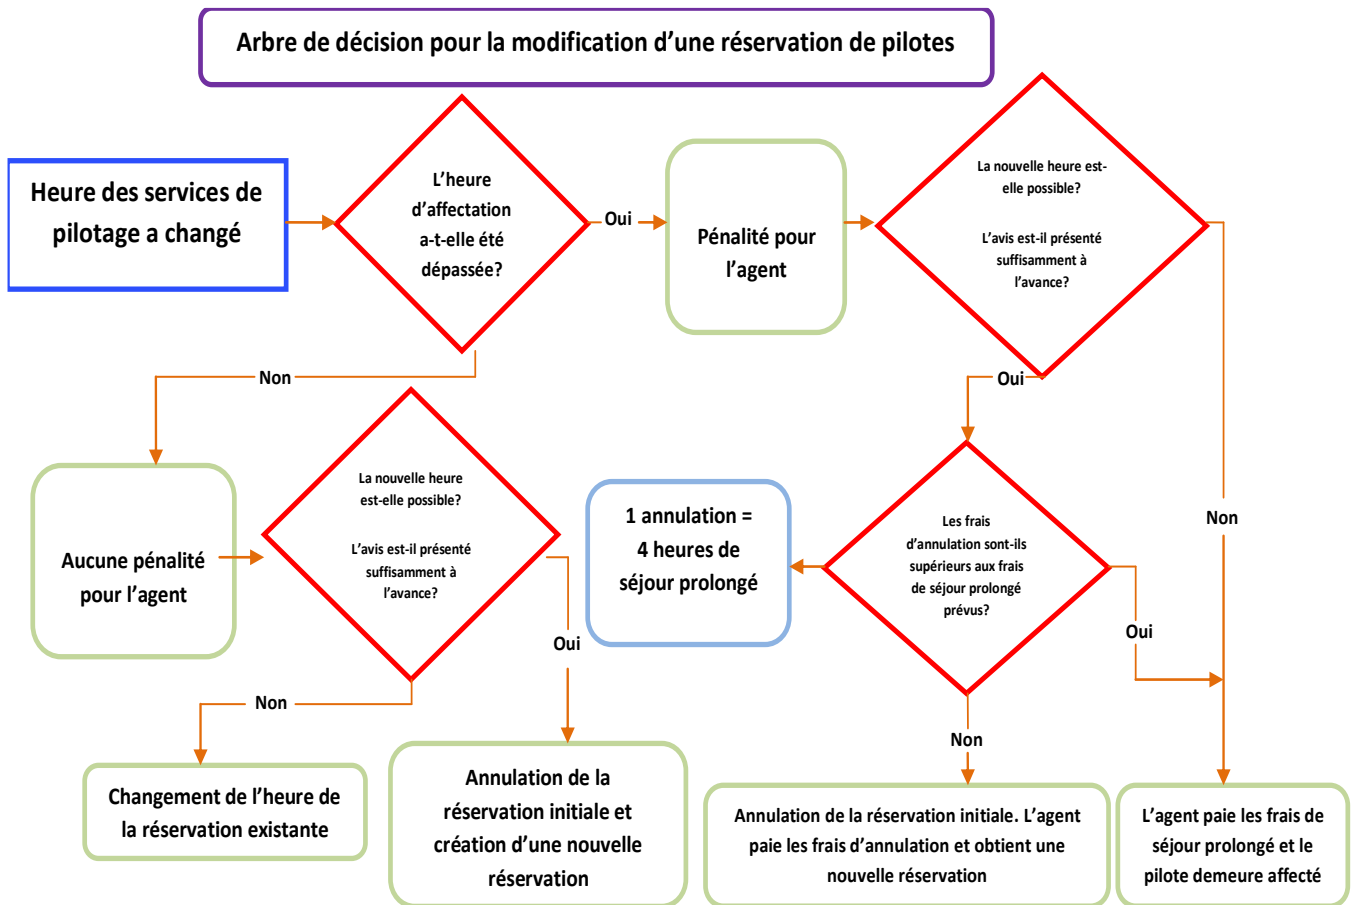 Arbre de décision pour la modification d’une réservation de pilotes
Heure des services de
pilotage a changé
L’heure
d’affectation
a-t-elle été
dépassée?
Oui
Pénalité pour
l’agent
La nouvelle heure est-
elle possible?
L’avis est-il présenté
suffisamment à
l’avance?
Non
Oui
Aucune pénalité
pour l’agent
La nouvelle heure
est-elle possible?
L’avis est-il présenté
suffisamment à
l’avance?
1 annulation =
4 heures de
séjour prolongé
Les frais
d’annulation sont-ils
supérieurs aux frais
de séjour prolongé
prévus?
Non
Oui
Oui
Non
Non
Changement de l’heure de
la réservation existante
Annulation de la
réservation initiale et
création d’une nouvelle
réservation
Annulation de la réservation initiale. L’agent
paie les frais d’annulation et obtient une
nouvelle réservation
L’agent paie les frais de
séjour prolongé et le
pilote demeure affecté